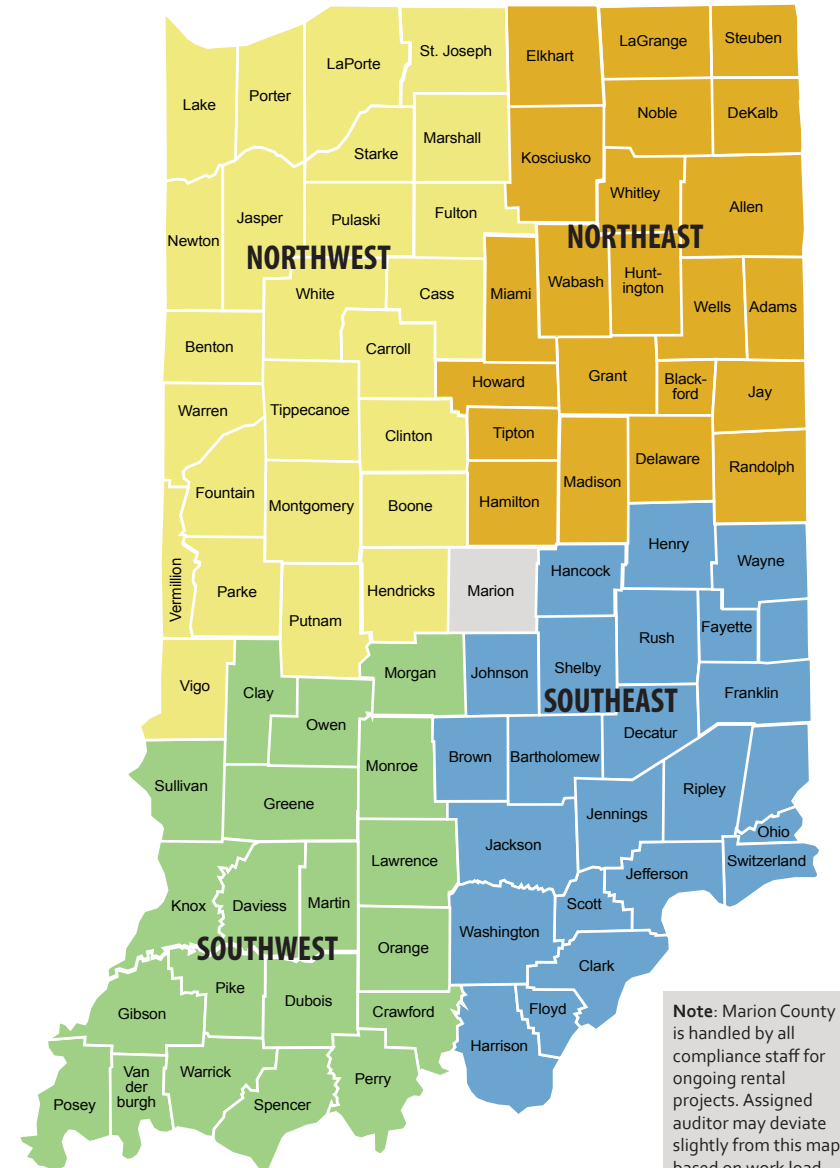 St. Joseph
LaGrange
Steuben
Elkhart
LaPorte
Lake
Porter
Noble
DeKalb
Marshall
Starke
Kosciusko
Whitley
Allen
Jasper
Pulaski
Fulton
Newton
NORTHWEST
NORTHEAST
White
Cass
Miami
Wabash
Hunt-
ington
Wells
Adams
Benton
Carroll
Howard
Grant
Black-
ford
Jay
Warren
Tippecanoe
Clinton
Tipton
Delaware
Randolph
Madison
Fountain
Montgomery
Boone
Hamilton
Henry
Wayne
Hancock
Vermillion
Parke
Putnam
Hendricks
Marion
Rush
Fayette
Vigo
Clay
Morgan
Johnson
Shelby
Franklin
SOUTHEAST
Owen
Decatur
Monroe
Brown
Bartholomew
Sullivan
Greene
Ripley
Jennings
Ohio
Jackson
Lawrence
Switzerland
Jefferson
Knox
Daviess
Martin
Scott
Washington
SOUTHWEST
Orange
Clark
Pike
Dubois
Gibson
Crawford
Floyd
Harrison
Van
der
burgh
Warrick
Perry
Posey
Spencer
Note: Marion County
is handled by all
compliance staff for
ongoing rental
projects. Assigned
auditor may deviate
slightly from this map
based on work load